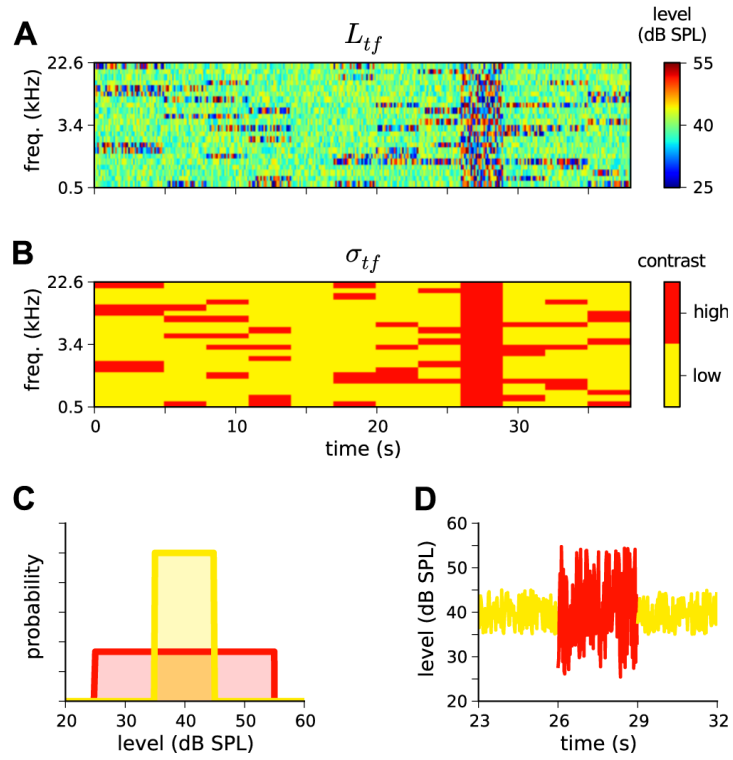 A
L_tf
level
(dB SPL)
22.6
3.4
0.5
freq. (kHz)
55
40
25
B
σ_tf
contrast
22.6
3.4
0.5
freq. (kHz)
high
low
0 10 20 30
time (s)
C
probability
20 30 40 50 60
level (dB SPL)
D
level (dB SPL)
60
50
40
30
20
23 26 29 32
time (s)